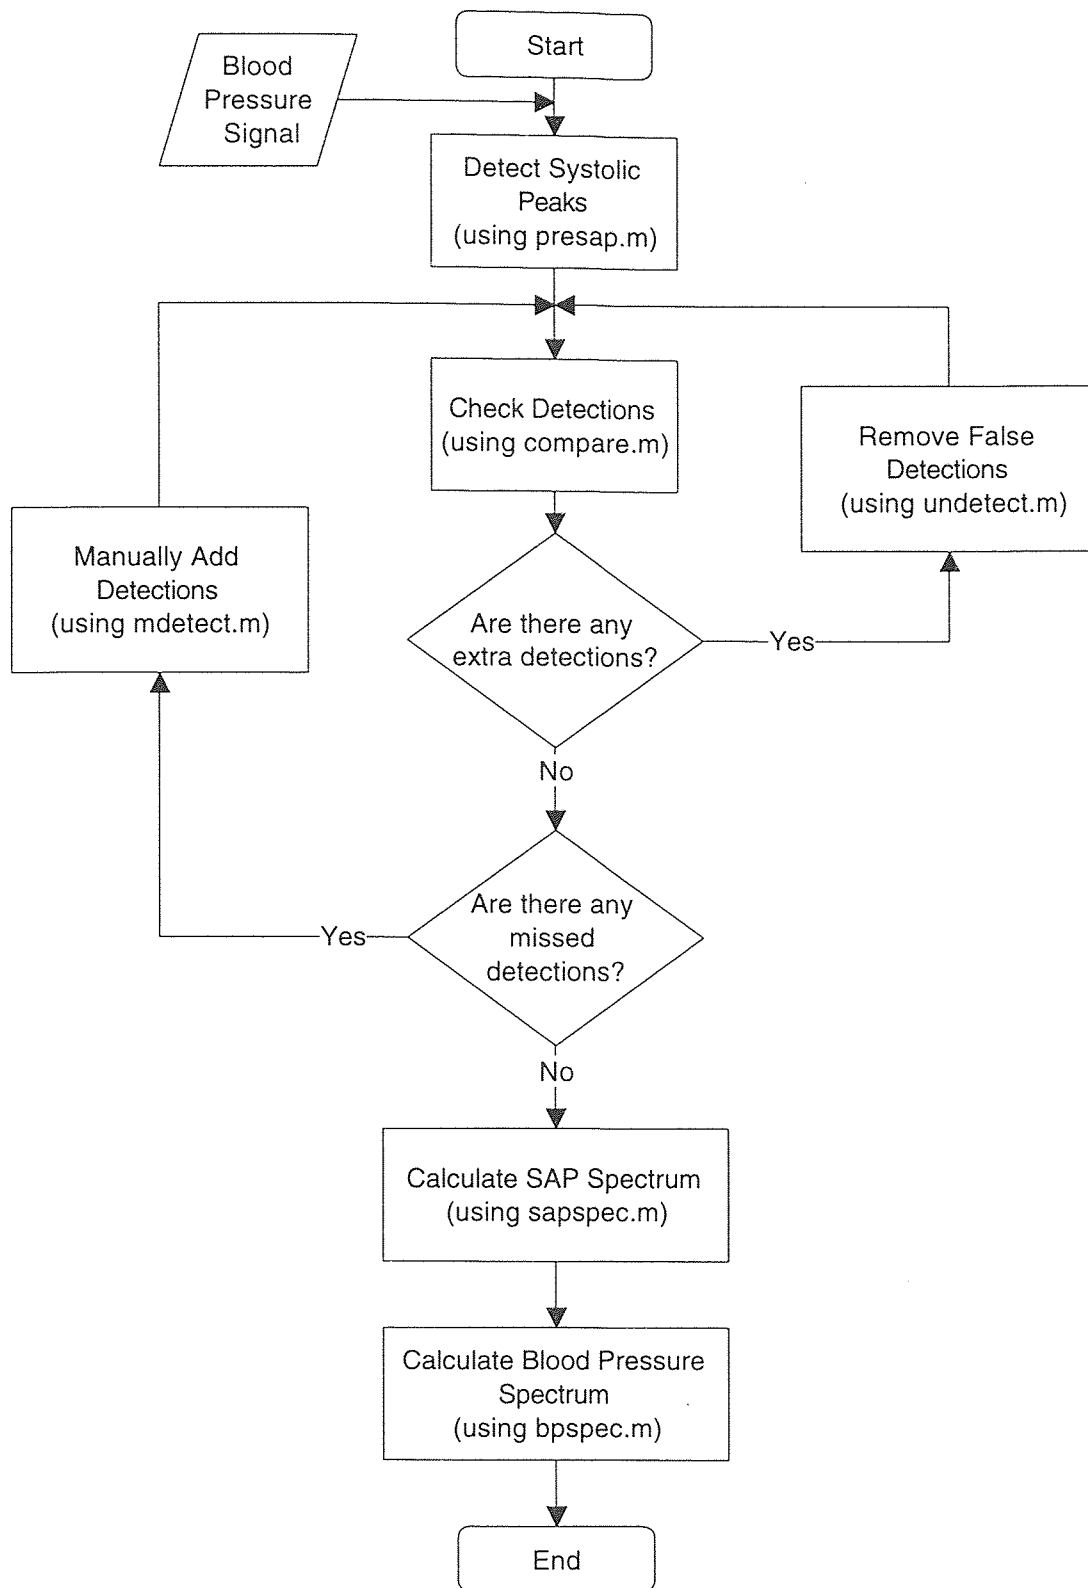 Start
Blood
Pressure
Signal
Detect Systolic
Peaks
(using presap.m)
Check Detections
(using compare.m)
Remove False
Detections
(using undetect.m)
Manually Add
Detections
(using mdetect.m)
Are there any
extra detections?
Yes
No
Are there any
missed
detections?
Yes
No
Calculate SAP Spectrum
(using sapspec.m)
Calculate Blood Pressure
Spectrum
(using bpspec.m)
End